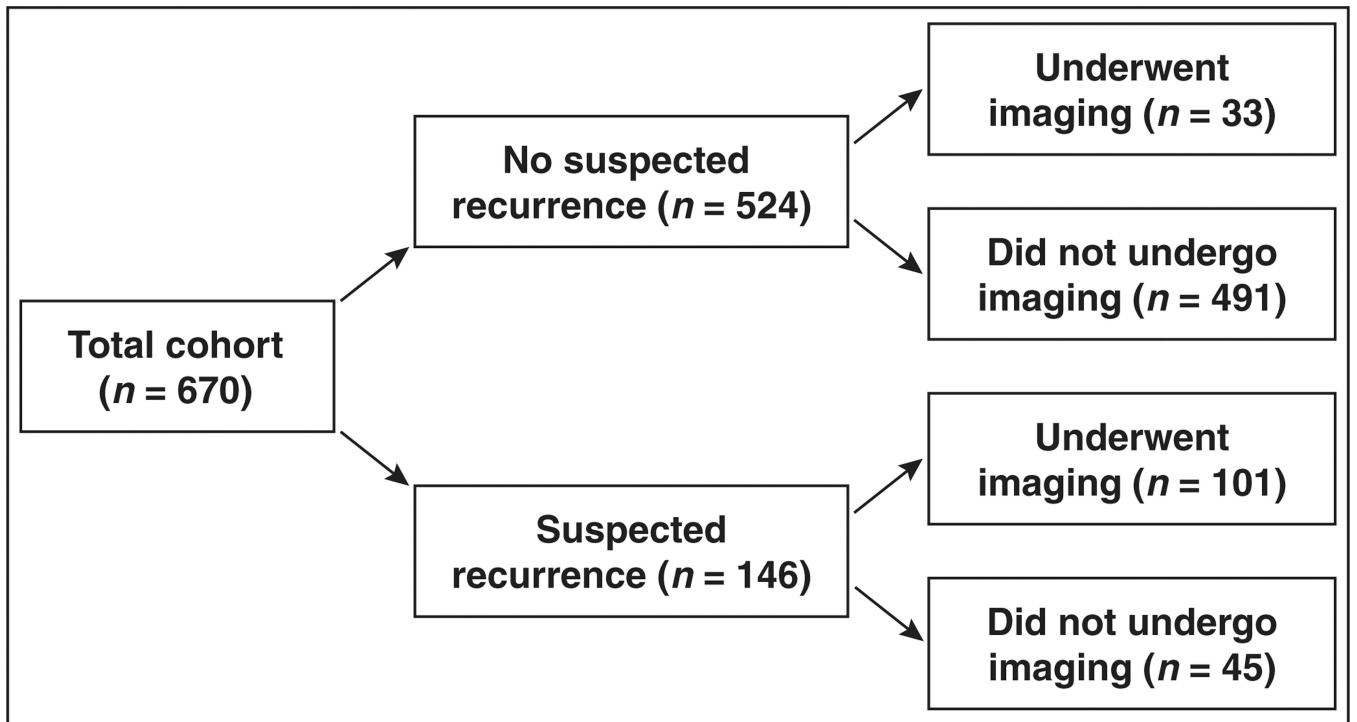 Total cohort
(n = 670)
No suspected
recurrence (n = 524)
Suspected
recurrence (n = 146)
Underwent
imaging (n = 33)
Did not undergo
imaging (n = 491)
Underwent
imaging (n = 101)
Did not undergo
imaging (n = 45)